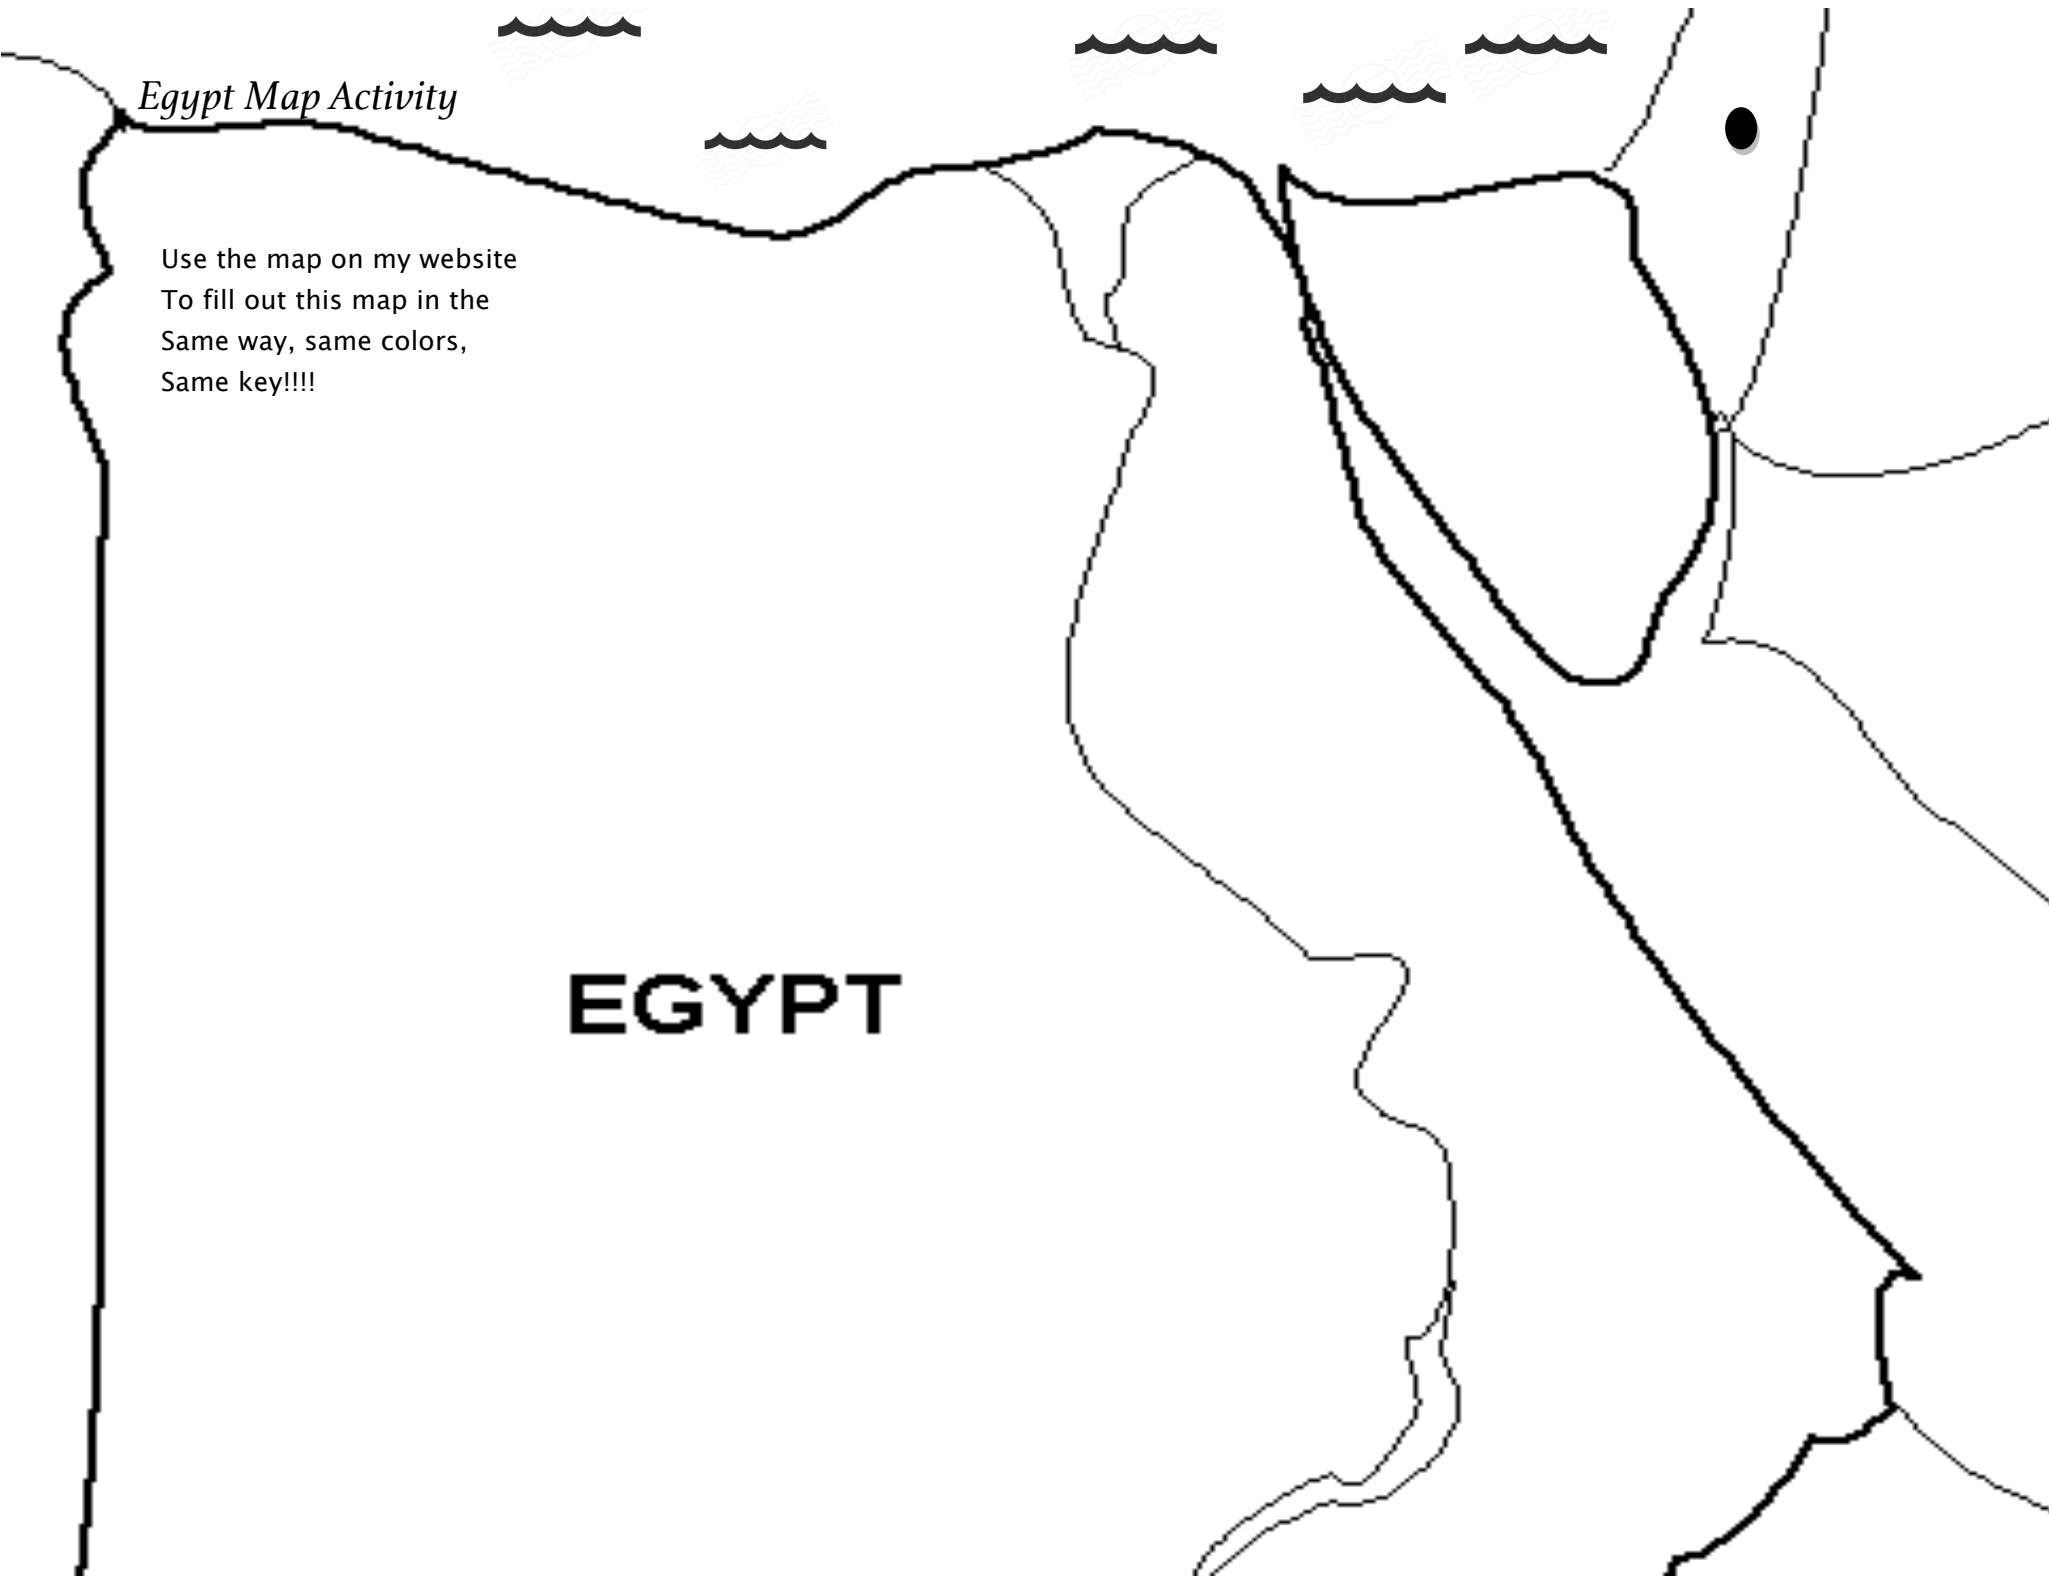 Egypt Map Activity
Use the map on my website
To fill out this map in the
Same way, same colors,
Same key!!!!
EGYPT